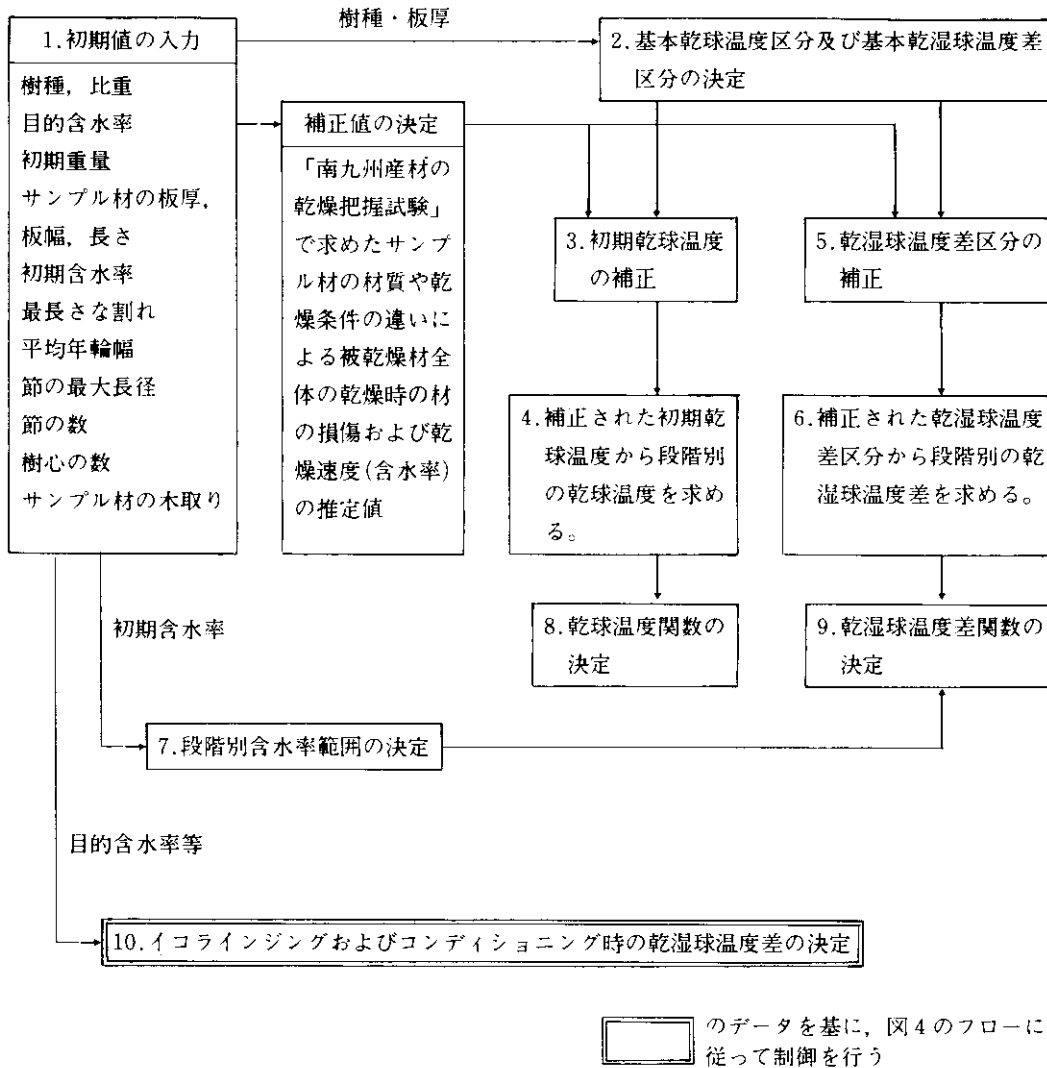 樹種・板厚
1.初期値の入力
樹種，比重
目的含水率
初期重量
サンプル材の板厚，
板幅，長さ
初期含水率
最長さな割れ
平均年輪幅
節の最大長径
節の数
樹心の数
サンプル材の木取り
2.基本乾球温度区分及び基本乾湿球温度差
区分の決定
補正値の決定
「南九州産材の
乾燥把握試験」
で求めたサンプ
ル材の材質や乾
燥条件の違いに
よる被乾燥材全
体の乾燥時の材
の損傷および乾
燥速度(含水率)
の推定値
3.初期乾球温度
の補正
5.乾湿球温度差区分の
補正
4.補正された初期乾
球温度から段階別
の乾球温度を求め
る。
6.補正された乾湿球温度
差区分から段階別の乾
湿球温度差を求める。
8.乾球温度関数の
決定
9.乾湿球温度差関数の
決定
初期含水率
7.段階別含水率範囲の決定
目的含水率等
10.イコラインジングおよびコンディショニング時の乾湿球温度差の決定
のデータを基に，図4のフローに
従って制御を行う